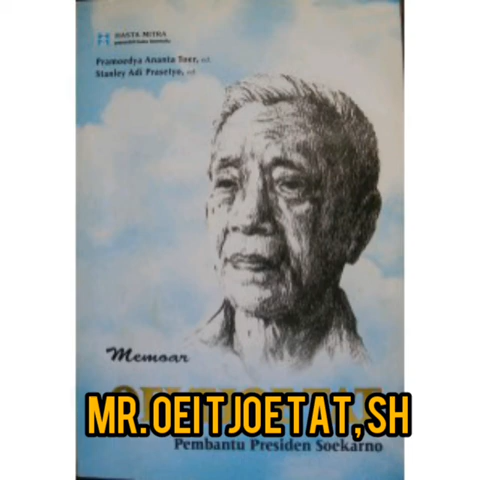 HASTA MITRA
Pramoedya Ananta Toer, ed.
Stanley Adi Prasetyo, ed
Memoar
MR.OEITJOETAT,SH
Pembantu Presiden Soekarno